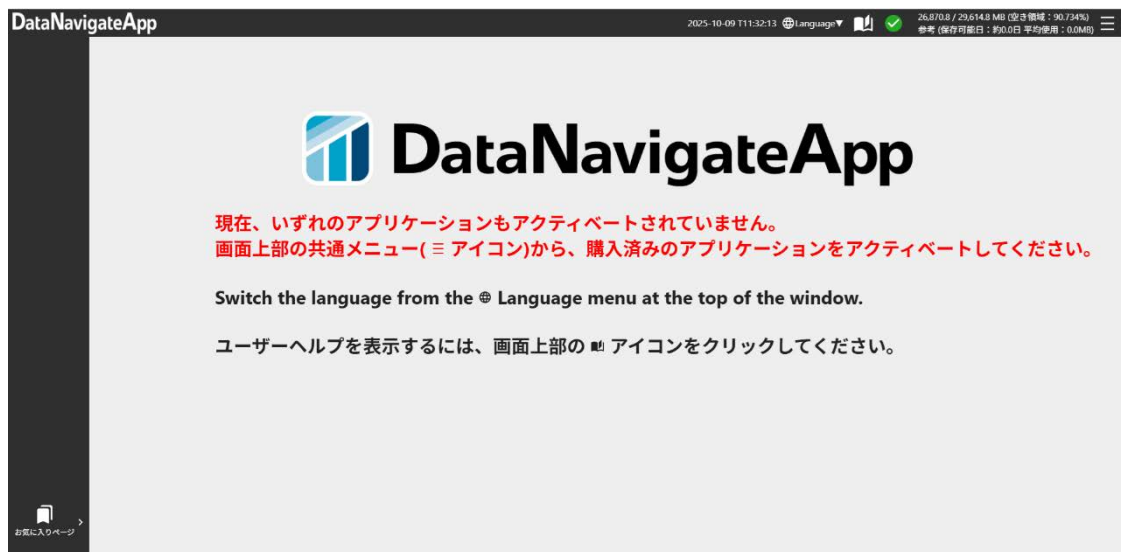 DataNavigateApp
2025-10-09 T11:32:13 Language▼
26,870.8 / 29,614.8 MB (空き領域：90.734%)
参考 (保存可能日：約0.0日 平均使用：0.0MB)
DataNavigateApp
現在、いずれのアプリケーションもアクティベートされていません。
画面上部の共通メニュー( ☰ アイコン)から、購入済みのアプリケーションをアクティベートしてください。
Switch the language from the 🌐 Language menu at the top of the window.
ユーザーヘルプを表示するには、画面上部の アイコンをクリックしてください。
お気に入りページ